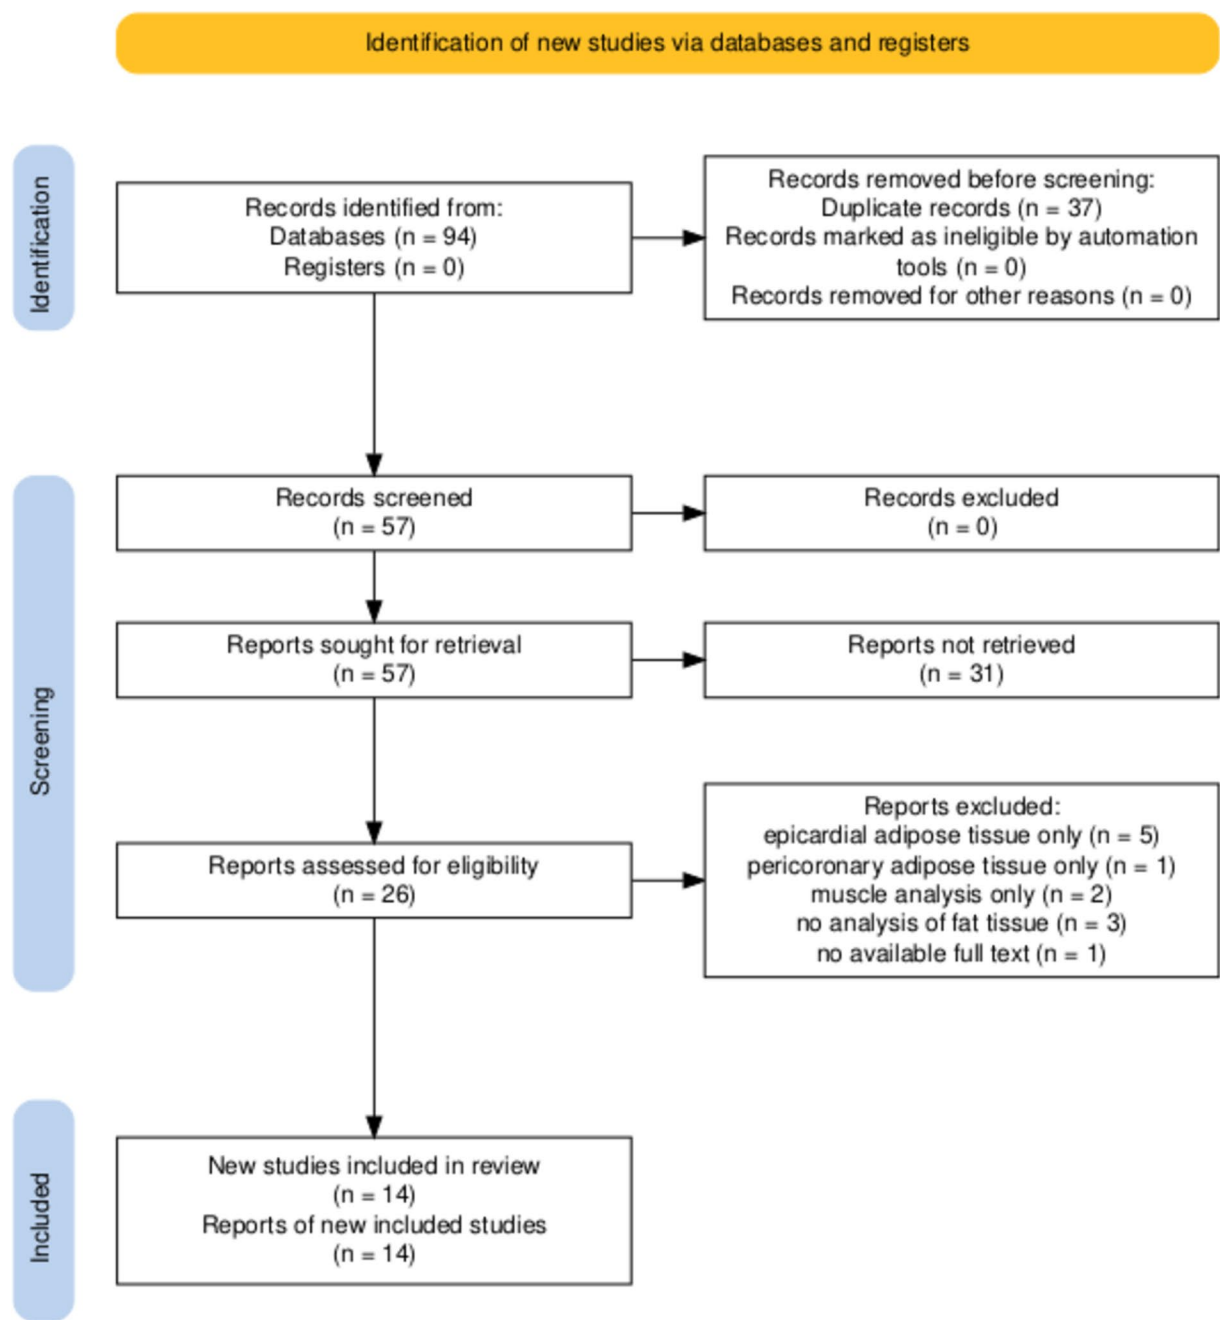 Identification of new studies via databases and registers
Identification
Records identified from:
Databases (n = 94)
Registers (n = 0)
Records removed before screening:
Duplicate records (n = 37)
Records marked as ineligible by automation
tools (n = 0)
Records removed for other reasons (n = 0)
Screening
Records screened
(n = 57)
Records excluded
(n = 0)
Reports sought for retrieval
(n = 57)
Reports not retrieved
(n = 31)
Reports assessed for eligibility
(n = 26)
Reports excluded:
epicardial adipose tissue only (n = 5)
pericoronary adipose tissue only (n = 1)
muscle analysis only (n = 2)
no analysis of fat tissue (n = 3)
no available full text (n = 1)
Included
New studies included in review
(n = 14)
Reports of new included studies
(n = 14)